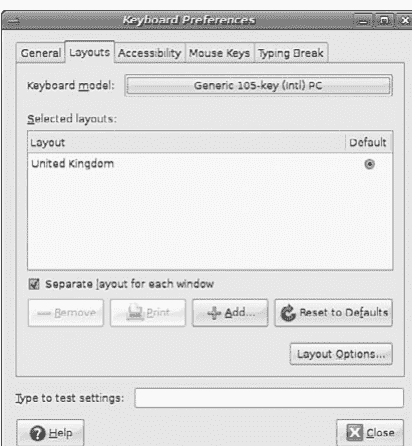 Keyboard Preferences
General Layouts Accessibility Mouse Keys Typing Break
Keyboard model: Generic 105-key (Intl) PC
Selected layouts:
Layout Default
United Kingdom
Separate layout for each window
Remove Print Add... Reset to Defaults
Layout Options...
Type to test settings:
Help Close